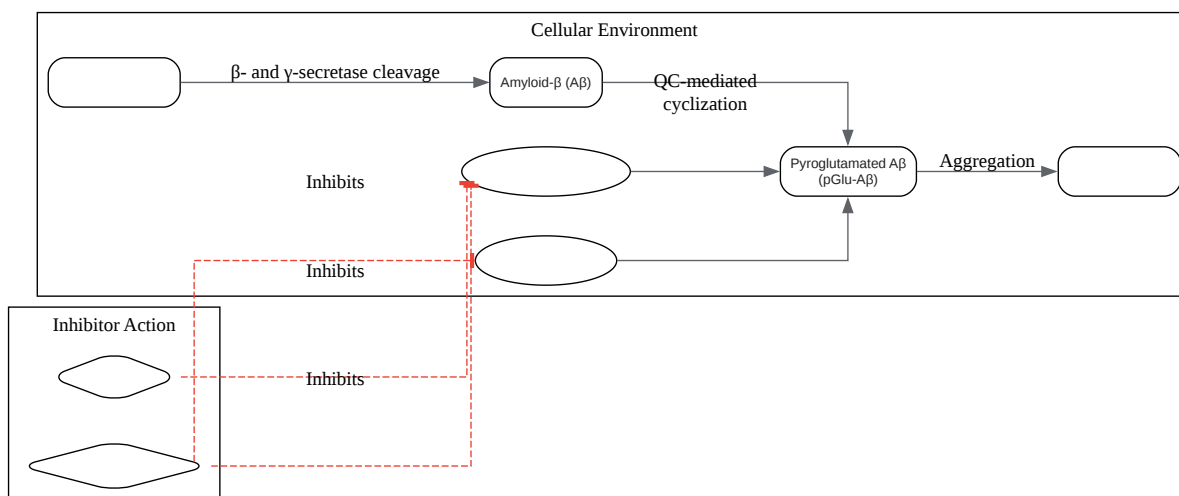 Cellular Environment
β- and γ-secretase cleavage
Amyloid-β (Aβ)
QC-mediated
cyclization
Pyroglutamated Aβ
(pGlu-Aβ)
Aggregation
Inhibits
Inhibits
Inhibitor Action
Inhibits